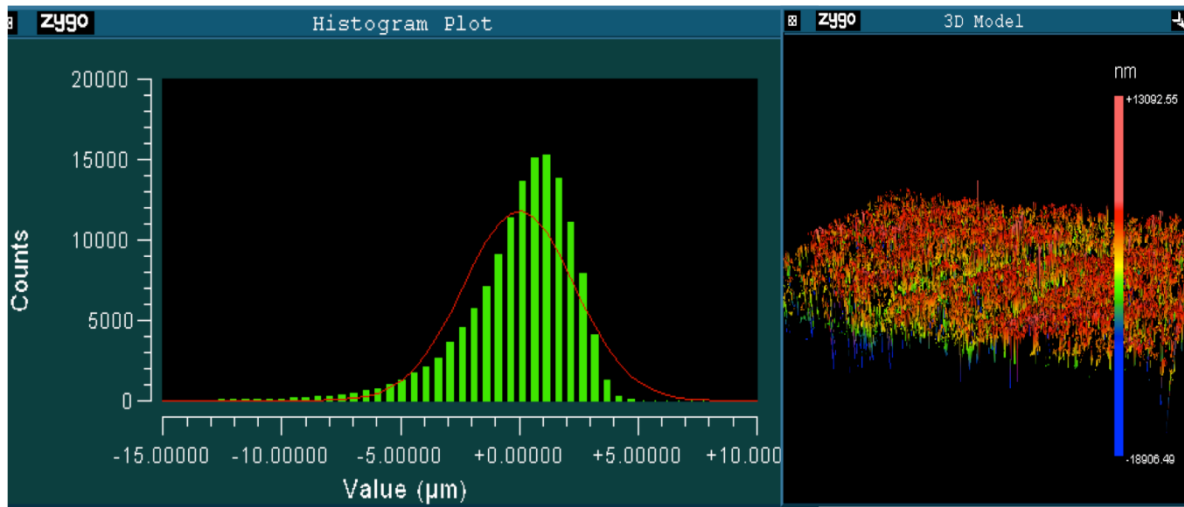 zygo Histogram Plot
20000
15000
10000
5000
0
Counts
-15.00000 -10.00000 -5.00000 +0.00000 +5.00000 +10.000
Value (µm)
zygo 3D Model
nm
+13092.55
-18906.49